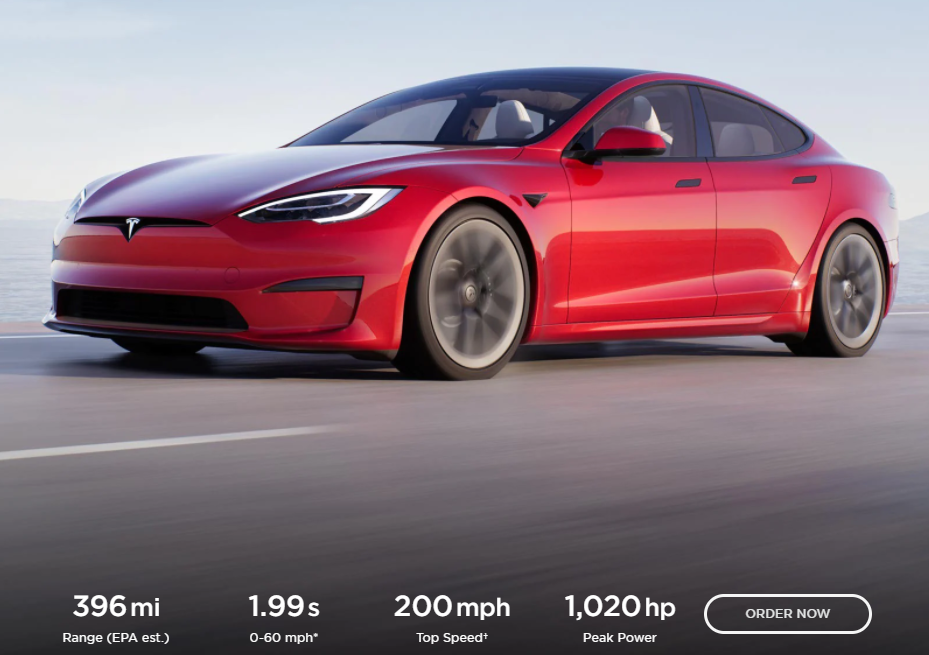 396 mi
Range (EPA est.)
1.99 s
0-60 mph*
200 mph
Top Speed†
1,020 hp
Peak Power
ORDER NOW